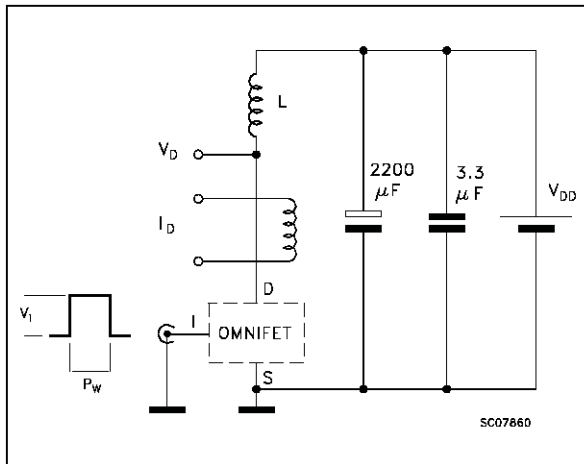 L
V_D
2200
μF
3.3
μF
V_DD
I_D
D
V_i
I
OMNIFET
P_W
S
SC07860